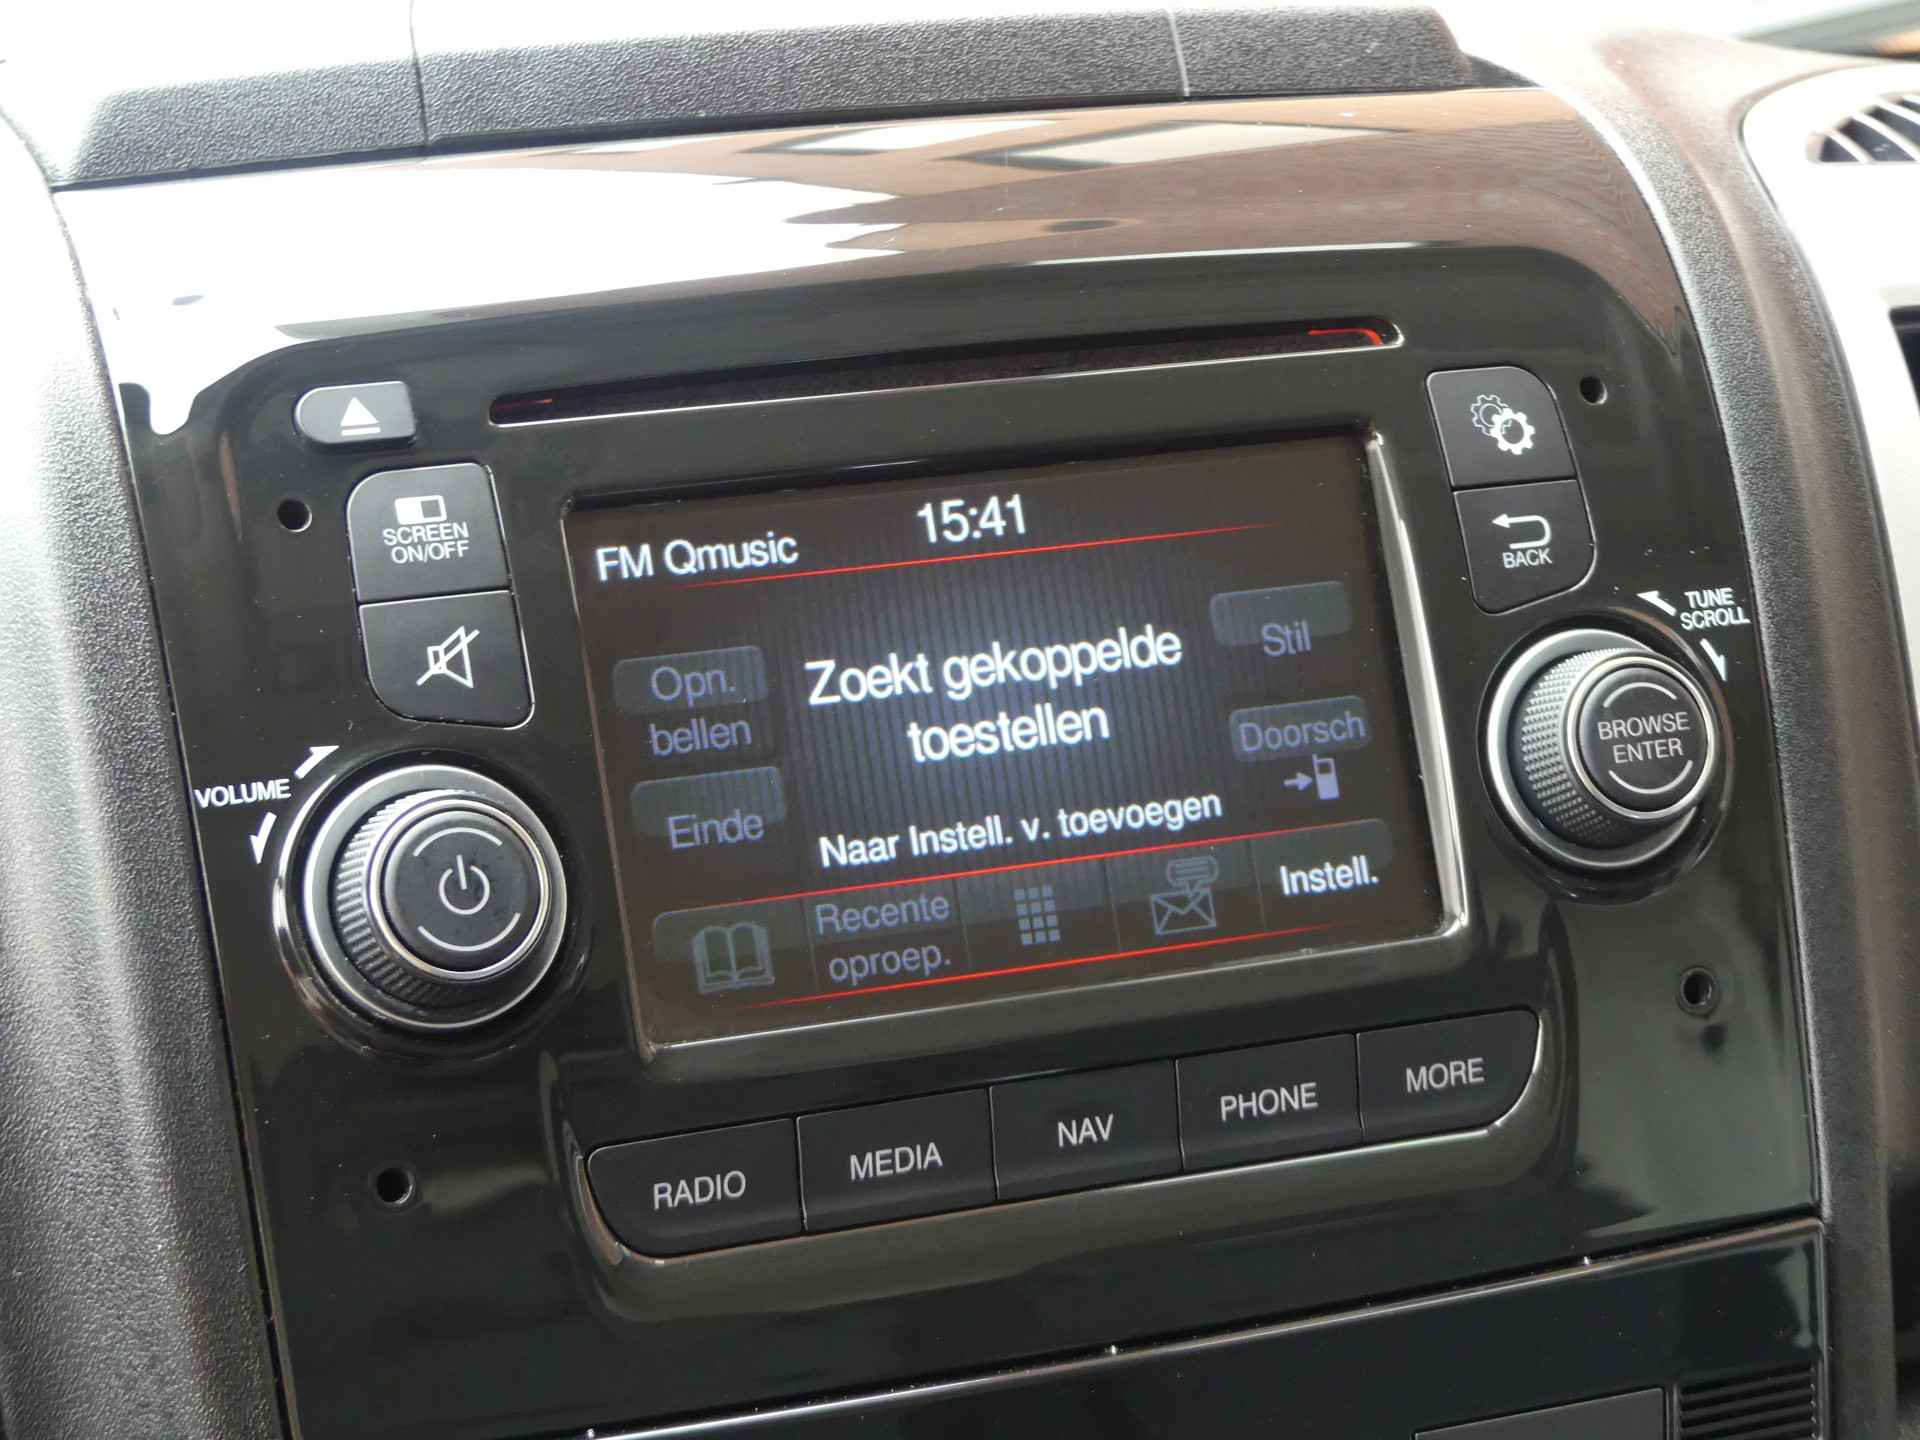 SCREEN
ON/OFF
VOLUME
FM Qmusic
15:41
Opn.
bellen
Einde
Zoekt gekoppelde
toestellen
Naar Instell. v. toevoegen
Stil
Doorsch
Recente
oproep.
Instell.
BACK
TUNE
SCROLL
BROWSE
ENTER
RADIO
MEDIA
NAV
PHONE
MORE